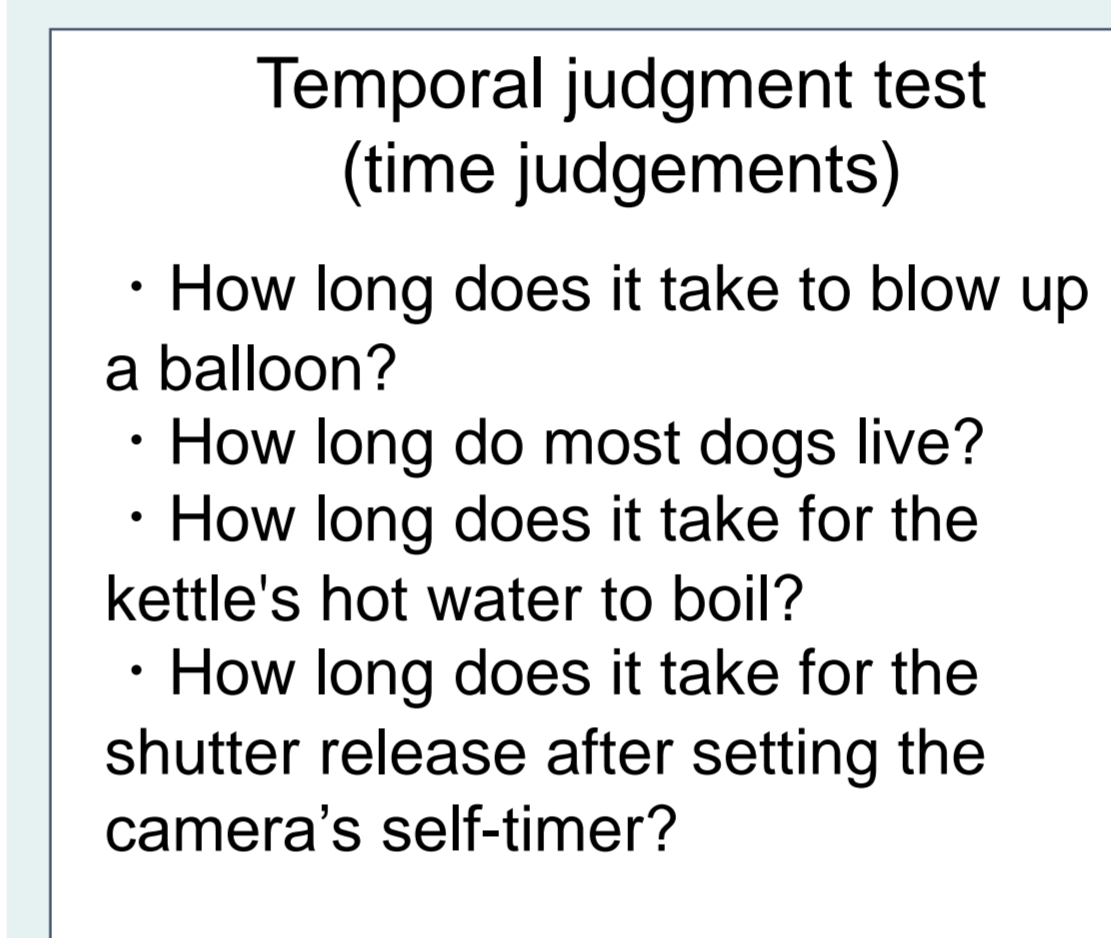 Temporal judgment test
(time judgements)
・How long does it take to blow up
a balloon?
・How long do most dogs live?
・How long does it take for the
kettle's hot water to boil?
・How long does it take for the
shutter release after setting the
camera’s self-timer?